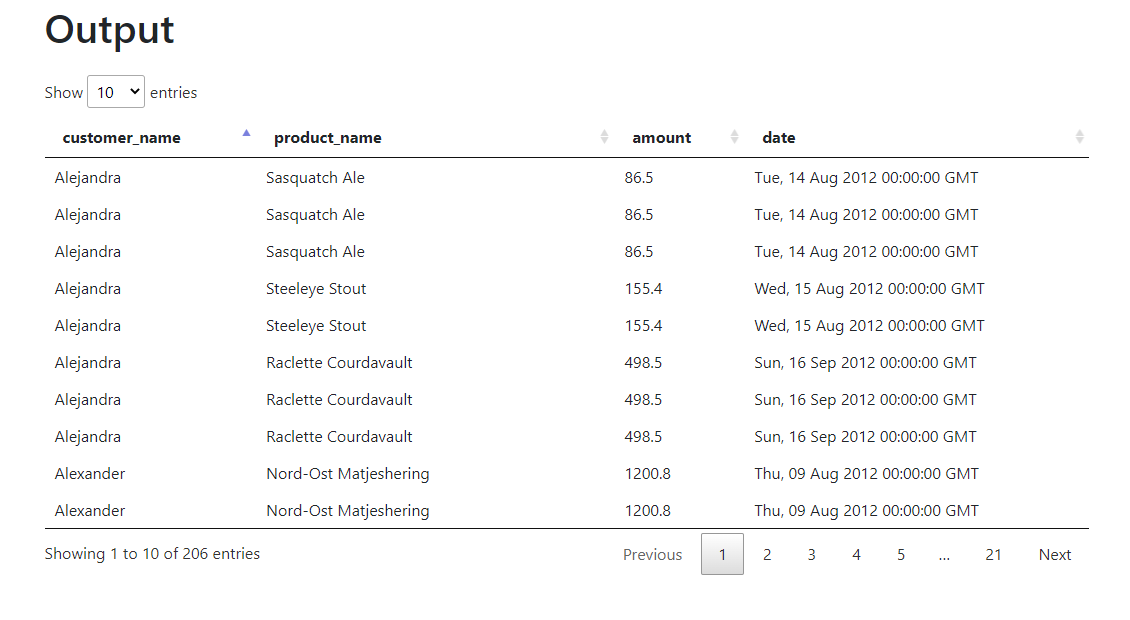 Output
Show 10 entries
customer_name product_name amount date
Alejandra Sasquatch Ale 86.5 Tue, 14 Aug 2012 00:00:00 GMT
Alejandra Sasquatch Ale 86.5 Tue, 14 Aug 2012 00:00:00 GMT
Alejandra Sasquatch Ale 86.5 Tue, 14 Aug 2012 00:00:00 GMT
Alejandra Steeleye Stout 155.4 Wed, 15 Aug 2012 00:00:00 GMT
Alejandra Steeleye Stout 155.4 Wed, 15 Aug 2012 00:00:00 GMT
Alejandra Raclette Courdavault 498.5 Sun, 16 Sep 2012 00:00:00 GMT
Alejandra Raclette Courdavault 498.5 Sun, 16 Sep 2012 00:00:00 GMT
Alejandra Raclette Courdavault 498.5 Sun, 16 Sep 2012 00:00:00 GMT
Alexander Nord-Ost Matjeshering 1200.8 Thu, 09 Aug 2012 00:00:00 GMT
Alexander Nord-Ost Matjeshering 1200.8 Thu, 09 Aug 2012 00:00:00 GMT
Showing 1 to 10 of 206 entries Previous 1 2 3 4 5 ... 21 Next